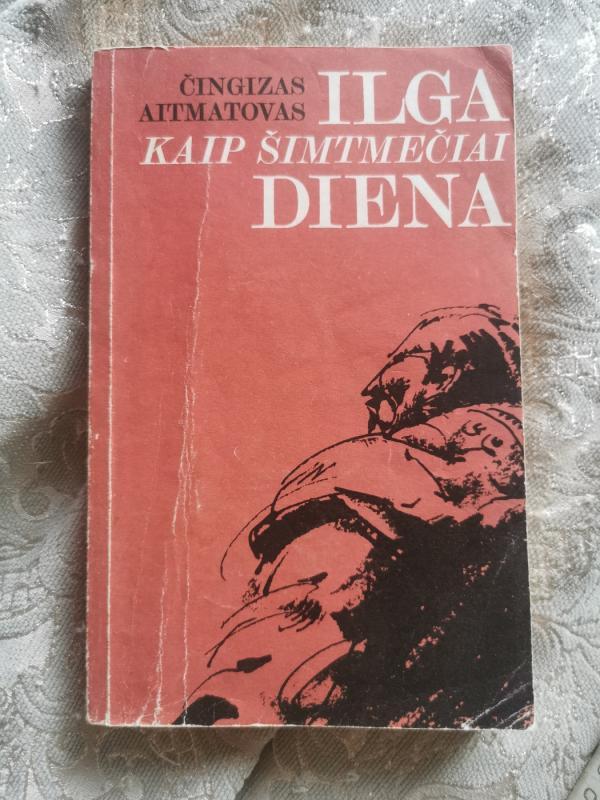 ČINGIZAS
AITMATOVAS
ILGA
KAIP ŠIMTMEČIAI
DIENA